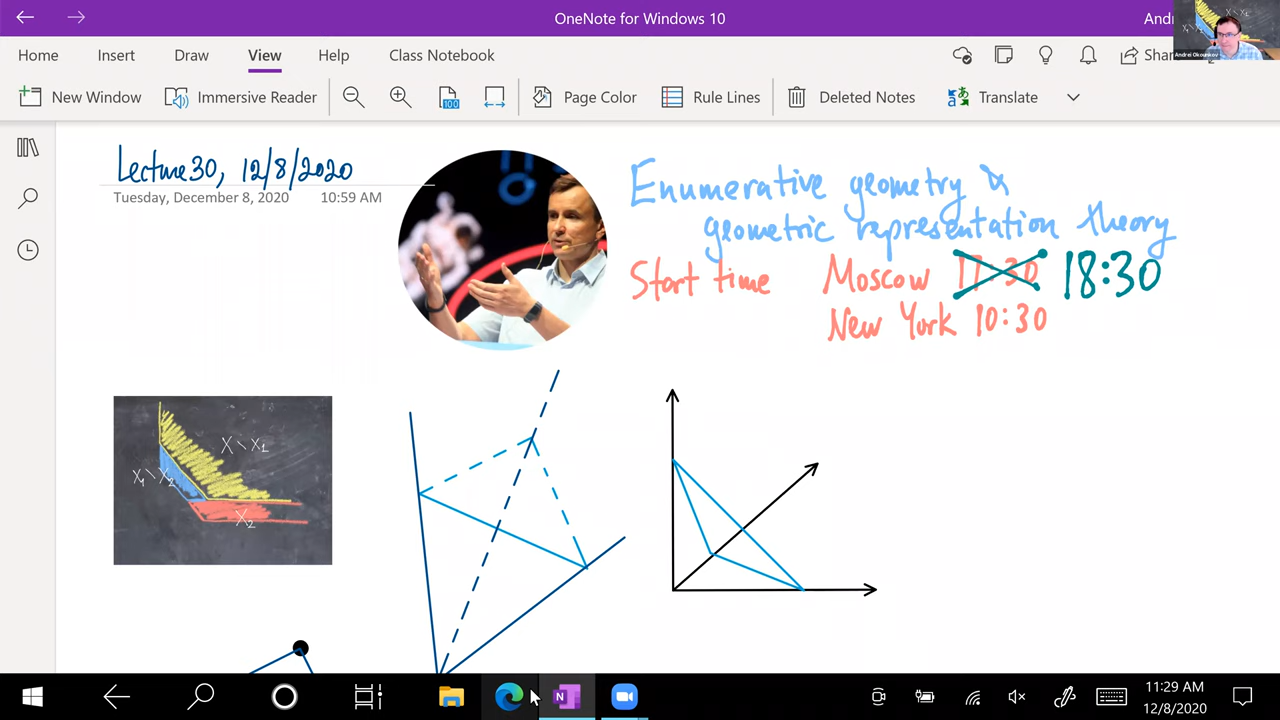 OneNote for Windows 10
Home Insert Draw View Help Class Notebook
New Window Immersive Reader 100 Page Color Rule Lines Deleted Notes Translate
Andrei Okounkov
Lecture 30, 12/8/2020
Tuesday, December 8, 2020 10:59 AM
Enumerative geometry &
geometric representation theory
Start time Moscow 17:30 18:30
New York 10:30
X \ X₁
X₁ \ X₂
X₂
11:29 AM
12/8/2020